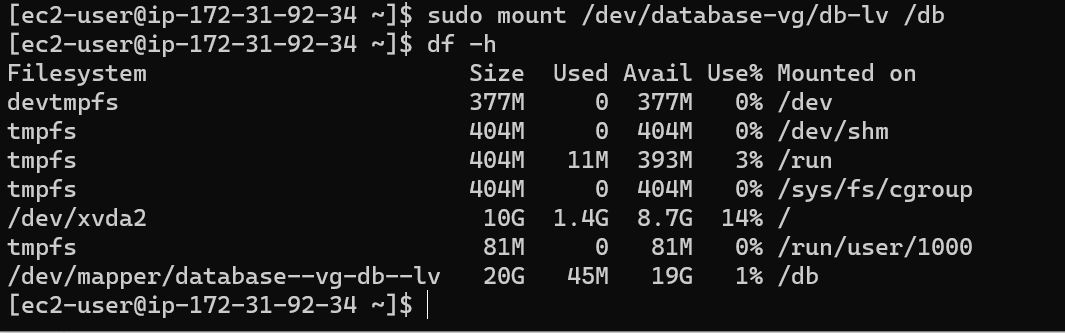 [ec2-user@ip-172-31-92-34 ~]$ sudo mount /dev/database-vg/db-lv /db
[ec2-user@ip-172-31-92-34 ~]$ df -h
Filesystem                         Size  Used Avail Use% Mounted on
devtmpfs                           377M     0  377M   0% /dev
tmpfs                              404M     0  404M   0% /dev/shm
tmpfs                              404M   11M  393M   3% /run
tmpfs                              404M     0  404M   0% /sys/fs/cgroup
/dev/xvda2                          10G  1.4G  8.7G  14% /
tmpfs                               81M     0   81M   0% /run/user/1000
/dev/mapper/database--vg-db--lv   20G   45M   19G   1% /db
[ec2-user@ip-172-31-92-34 ~]$